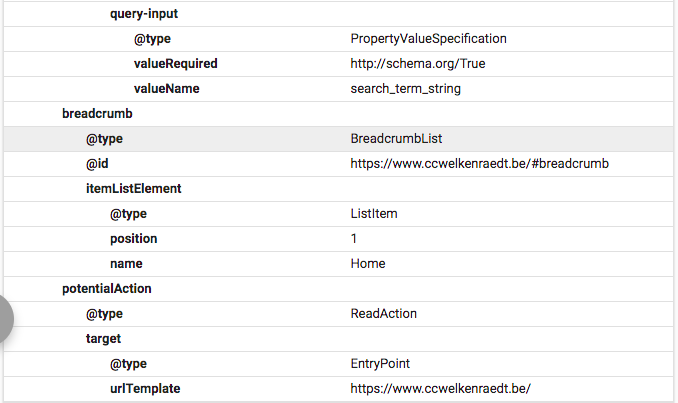 query-input
@type PropertyValueSpecification
valueRequired http://schema.org/True
valueName search_term_string
breadcrumb
@type BreadcrumbList
@id https://www.ccwelkenraedt.be/#breadcrumb
itemListElement
@type ListItem
position 1
name Home
potentialAction
@type ReadAction
target
@type EntryPoint
urlTemplate https://www.ccwelkenraedt.be/